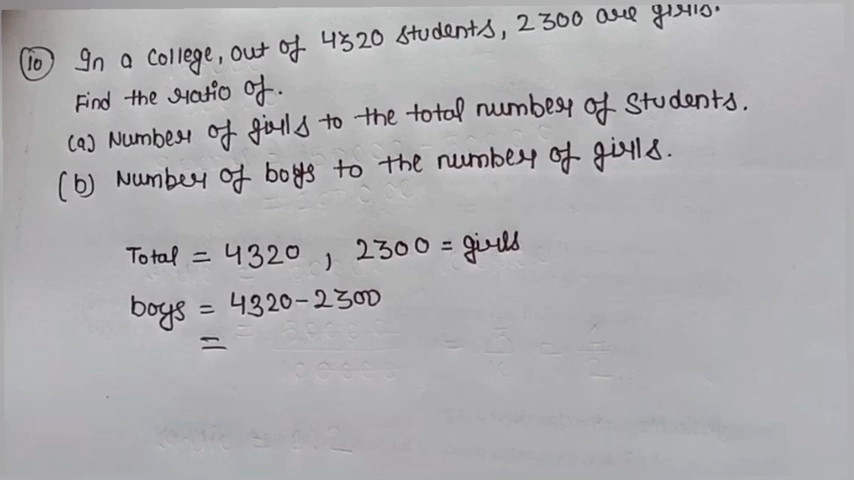 (10) In a college, out of 4320 students, 2300 are girls.
Find the ratio of.
(a) Number of girls to the total number of students.
(b) Number of boys to the number of girls.
Total = 4320 , 2300 = girls
boys = 4320-2300
=